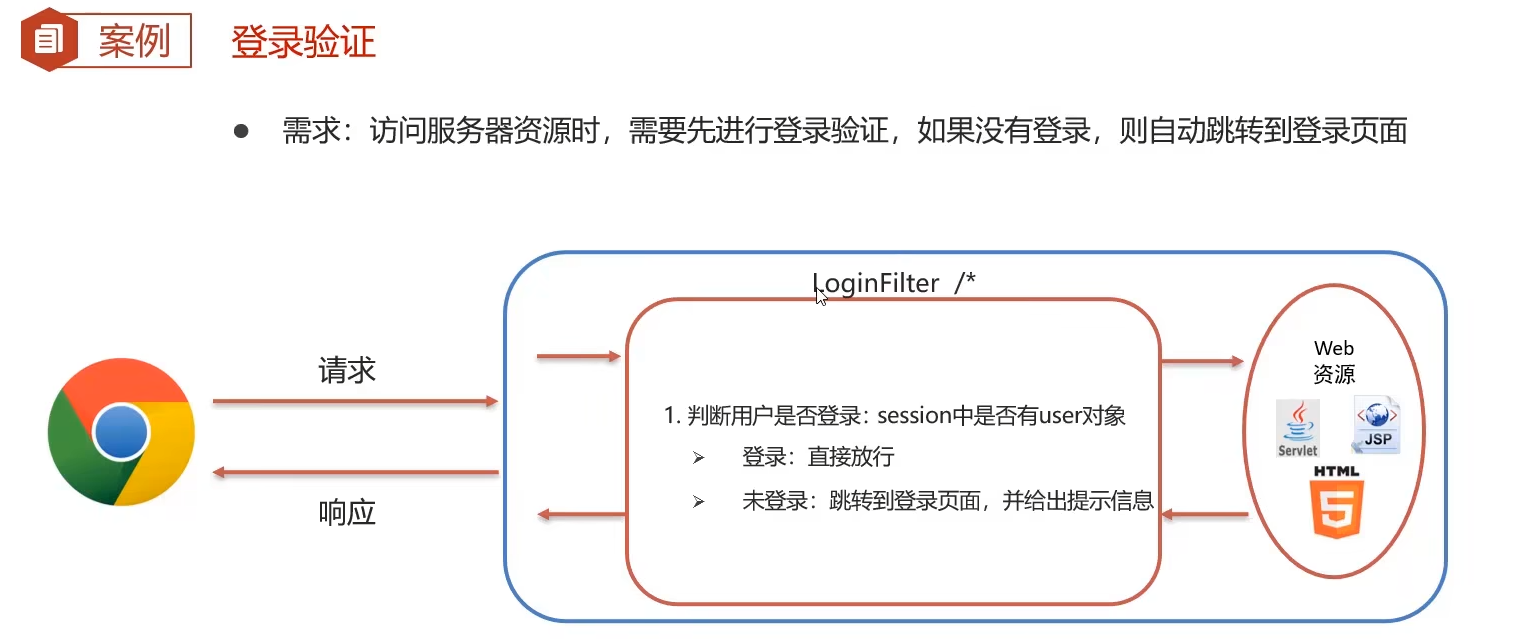 案例
登录验证
● 需求：访问服务器资源时，需要先进行登录验证，如果没有登录，则自动跳转到登录页面
LoginFilter /*
请求
响应
1. 判断用户是否登录：session中是否有user对象
➢ 登录：直接放行
➢ 未登录：跳转到登录页面，并给出提示信息
Web
资源
Servlet
JSP
HTML
5